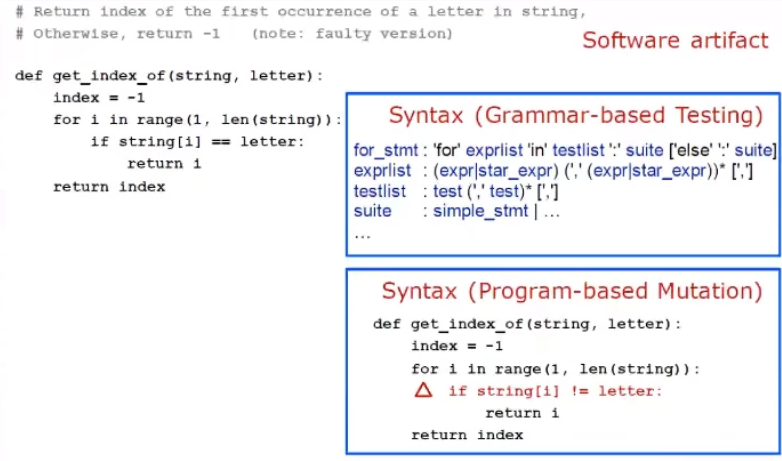 # Return index of the first occurrence of a letter in string,
# Otherwise, return -1   (note: faulty version)
Software artifact
def get_index_of(string, letter):
    index = -1
    for i in range(1, len(string)):
        if string[i] == letter:
            return i
    return index
Syntax (Grammar-based Testing)
for_stmt : 'for' exprlist 'in' testlist ':' suite ['else' ':' suite]
exprlist : (expr|star_expr) (',' (expr|star_expr))* [',']
testlist : test (',' test)* [',']
suite : simple_stmt | ...
...
Syntax (Program-based Mutation)
def get_index_of(string, letter):
    index = -1
    for i in range(1, len(string)):
Δ   if string[i] != letter:
            return i
    return index